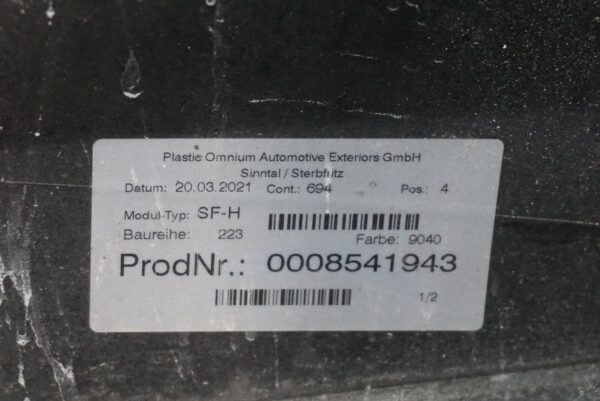 Plastic Omnium Automotive Exteriors GmbH
Sinntal / Sterbfritz
Datum: 20.03.2021 Cont.: 694 Pos.: 4
Modul-Typ: SF-H
Baureihe: 223 Farbe: 9040
ProdNr.: 0008541943
1/2